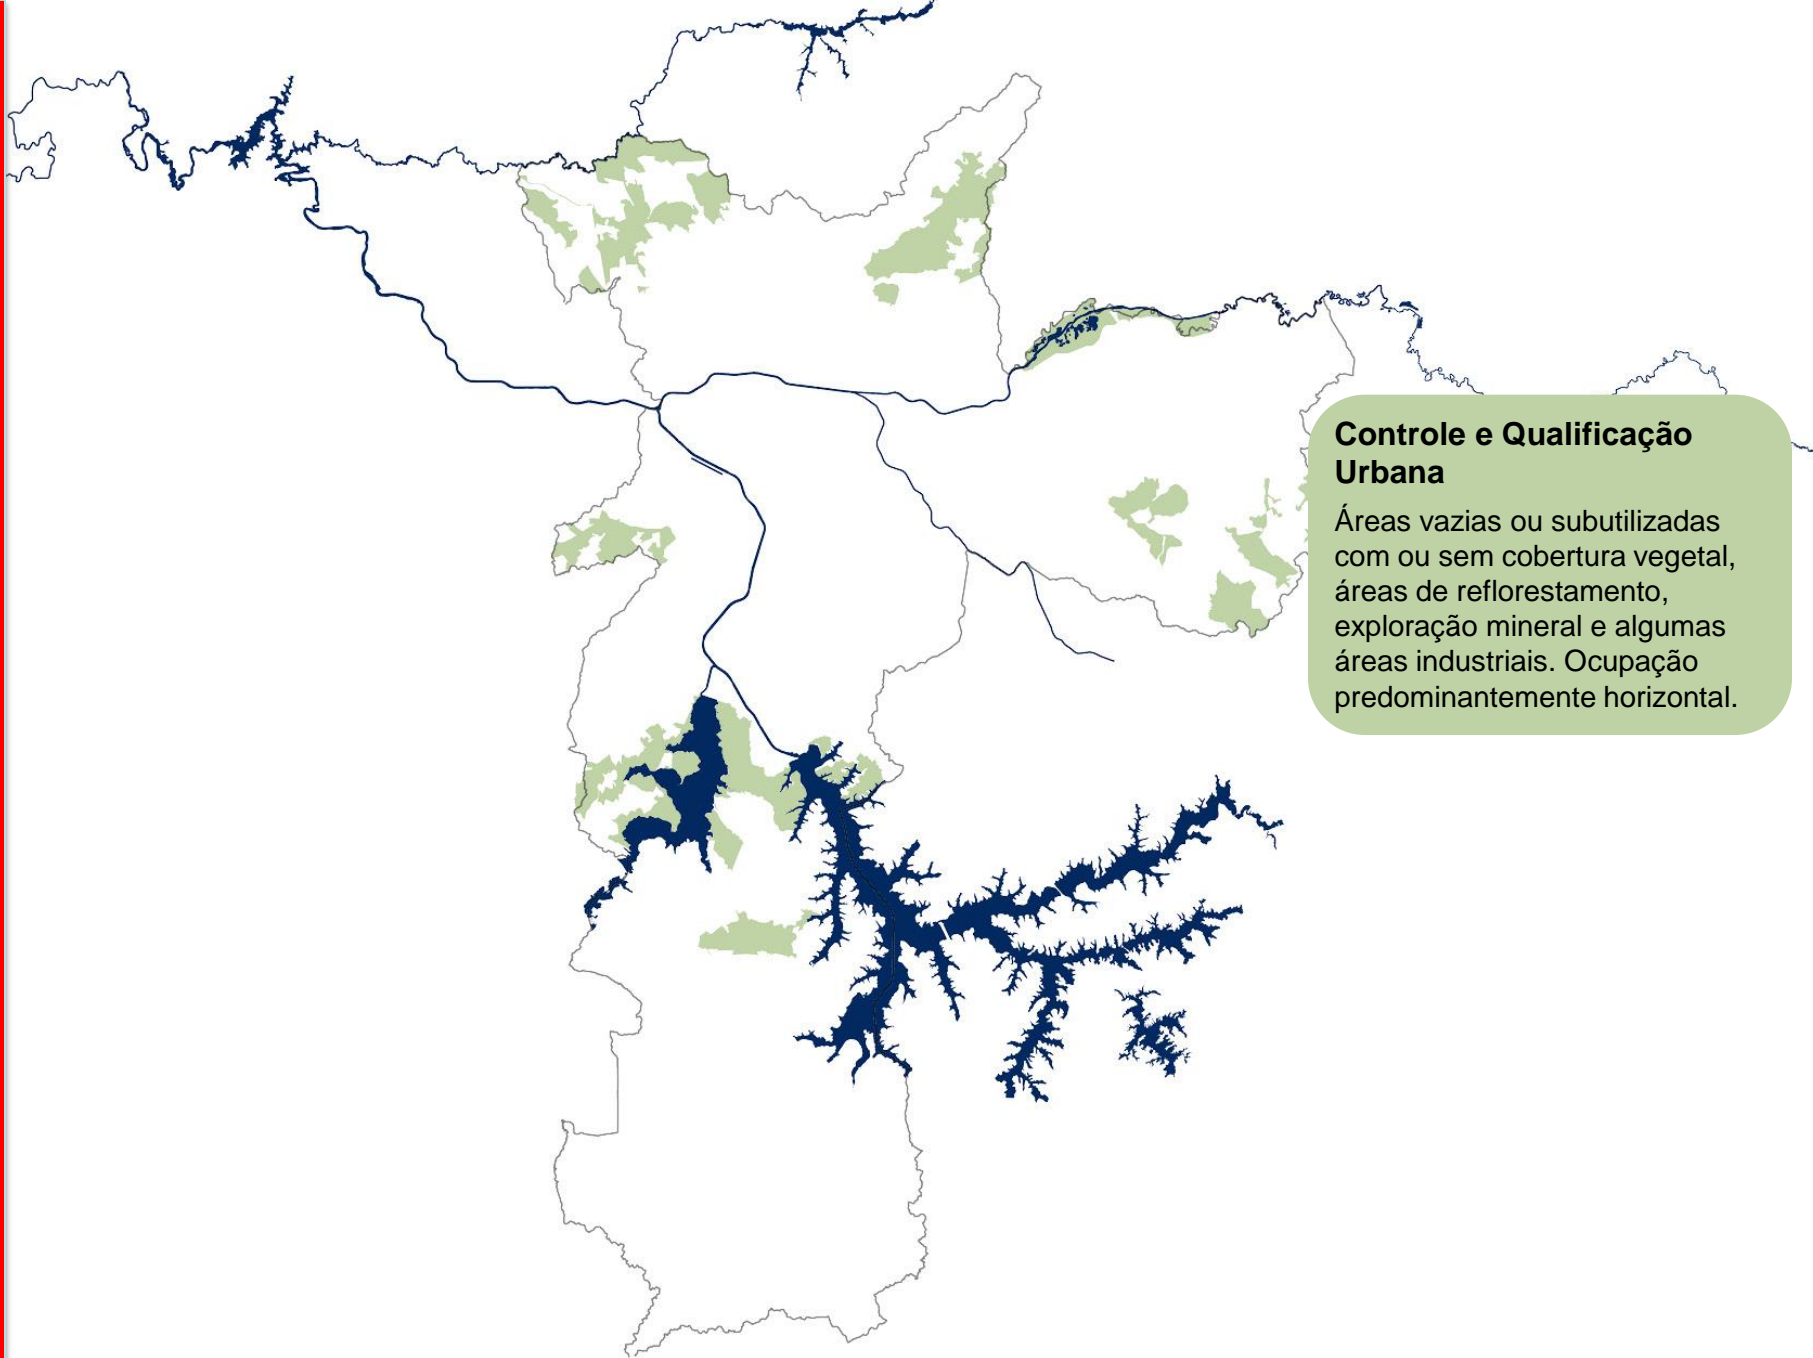 Controle e Qualificação
Urbana
Áreas vazias ou subutilizadas
com ou sem cobertura vegetal,
áreas de reflorestamento,
exploração mineral e algumas
áreas industriais. Ocupação
predominantemente horizontal.